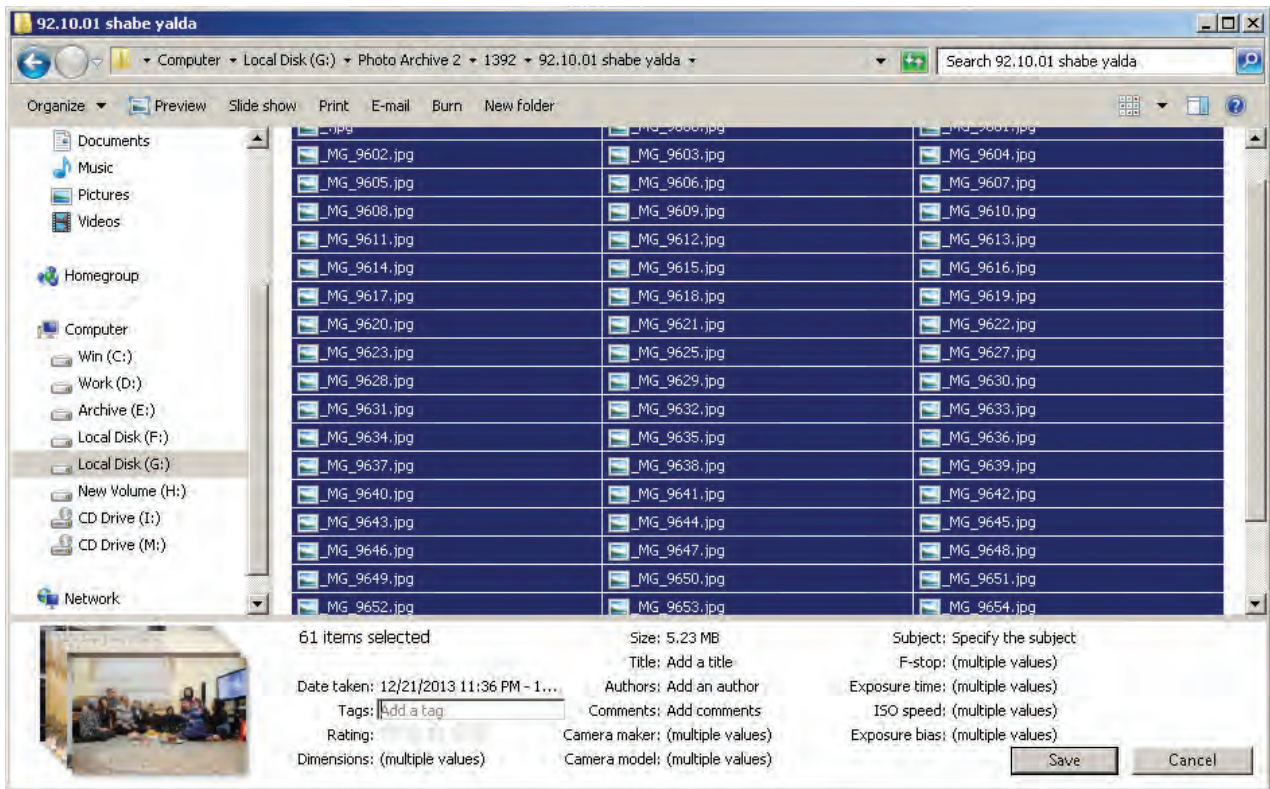 92.10.01 shabe yalda
Computer Local Disk (G:) Photo Archive 2 1392 92.10.01 shabe yalda
Search 92.10.01 shabe yalda
Organize Preview Slide show Print E-mail Burn New folder
Documents
Music
Pictures
Videos
Homegroup
Computer
Win (C:)
Work (D:)
Archive (E:)
Local Disk (F:)
Local Disk (G:)
New Volume (H:)
CD Drive (I:)
CD Drive (M:)
Network
_MG_9602.jpg _MG_9603.jpg _MG_9604.jpg
_MG_9605.jpg _MG_9606.jpg _MG_9607.jpg
_MG_9608.jpg _MG_9609.jpg _MG_9610.jpg
_MG_9611.jpg _MG_9612.jpg _MG_9613.jpg
_MG_9614.jpg _MG_9615.jpg _MG_9616.jpg
_MG_9617.jpg _MG_9618.jpg _MG_9619.jpg
_MG_9620.jpg _MG_9621.jpg _MG_9622.jpg
_MG_9623.jpg _MG_9625.jpg _MG_9627.jpg
_MG_9628.jpg _MG_9629.jpg _MG_9630.jpg
_MG_9631.jpg _MG_9632.jpg _MG_9633.jpg
_MG_9634.jpg _MG_9635.jpg _MG_9636.jpg
_MG_9637.jpg _MG_9638.jpg _MG_9639.jpg
_MG_9640.jpg _MG_9641.jpg _MG_9642.jpg
_MG_9643.jpg _MG_9644.jpg _MG_9645.jpg
_MG_9646.jpg _MG_9647.jpg _MG_9648.jpg
_MG_9649.jpg _MG_9650.jpg _MG_9651.jpg
_MG_9652.jpg _MG_9653.jpg _MG_9654.jpg
61 items selected Size: 5.23 MB Subject: Specify the subject
Title: Add a title F-stop: (multiple values)
Date taken: 12/21/2013 11:36 PM - 1... Authors: Add an author Exposure time: (multiple values)
Tags: Add a tag Comments: Add comments ISO speed: (multiple values)
Rating: Camera maker: (multiple values) Exposure bias: (multiple values)
Dimensions: (multiple values) Camera model: (multiple values) Save Cancel